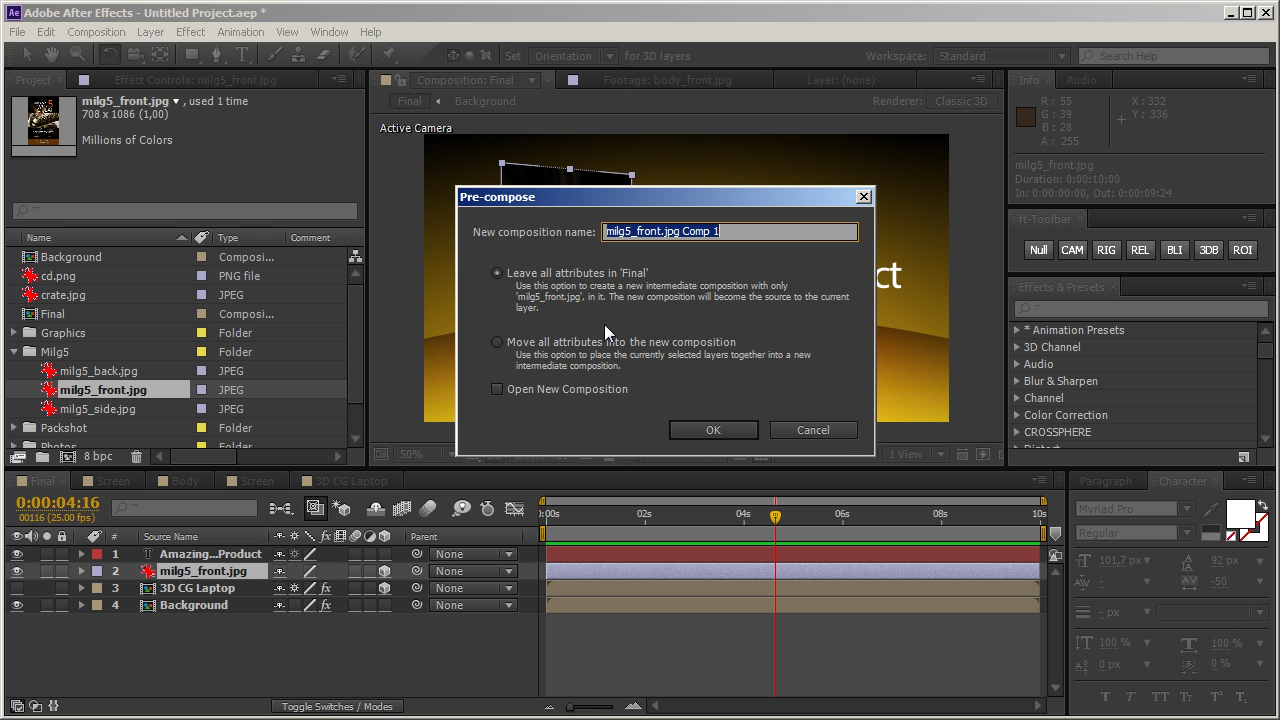 Adobe After Effects - Untitled Project.aep *
File Edit Composition Layer Effect Animation View Window Help
Set Orientation for 3D layers Workspace: Standard Search Help
Project Effect Controls: milg5_front.jpg
milg5_front.jpg ▼ , used 1 time
708 x 1086 (1,00)
Millions of Colors
Name Type Comment
Background Composi...
cd.png PNG file
crate.jpg JPEG
Final Composi...
Graphics Folder
Milg5 Folder
milg5_back.jpg JPEG
milg5_front.jpg JPEG
milg5_side.jpg JPEG
Packshot Folder
Photos Folder
8 bpc
Composition: Final Footage: body_front.jpg Layer: (none)
Final Background Renderer: Classic 3D
Active Camera
ct
50% 1 View
Pre-compose
New composition name: milg5_front.jpg Comp 1
Leave all attributes in 'Final'
Use this option to create a new intermediate composition with only
'milg5_front.jpg', in it. The new composition will become the source to the current
layer.
Move all attributes into the new composition
Use this option to place the currently selected layers together into a new
intermediate composition.
Open New Composition
OK Cancel
Info Audio
R : 55 X : 332
G : 39 Y : 336
B : 28
A : 255
milg5_front.jpg
Duration: 0:00:10:00
In: 0:00:00:00, Out: 0:00:09:24
ft-Toolbar
Null CAM RIG REL BLI 3DB ROI
Effects & Presets
* Animation Presets
3D Channel
Audio
Blur & Sharpen
Channel
Color Correction
CROSSPHERE
Final Screen Body Screen 3D CG Laptop
0:00:04:16
00116 (25.00 fps)
# Source Name Parent
1 Amazing...Product None
2 milg5_front.jpg None
3 3D CG Laptop None
4 Background None
):00s 02s 04s 06s 08s 10s
Toggle Switches / Modes
Paragraph Character
Myriad Pro
Regular
101,7 px 92 px
- -50
- px
100 % 100 %
0 px 0 %
T T TT Tt T¹ T₁